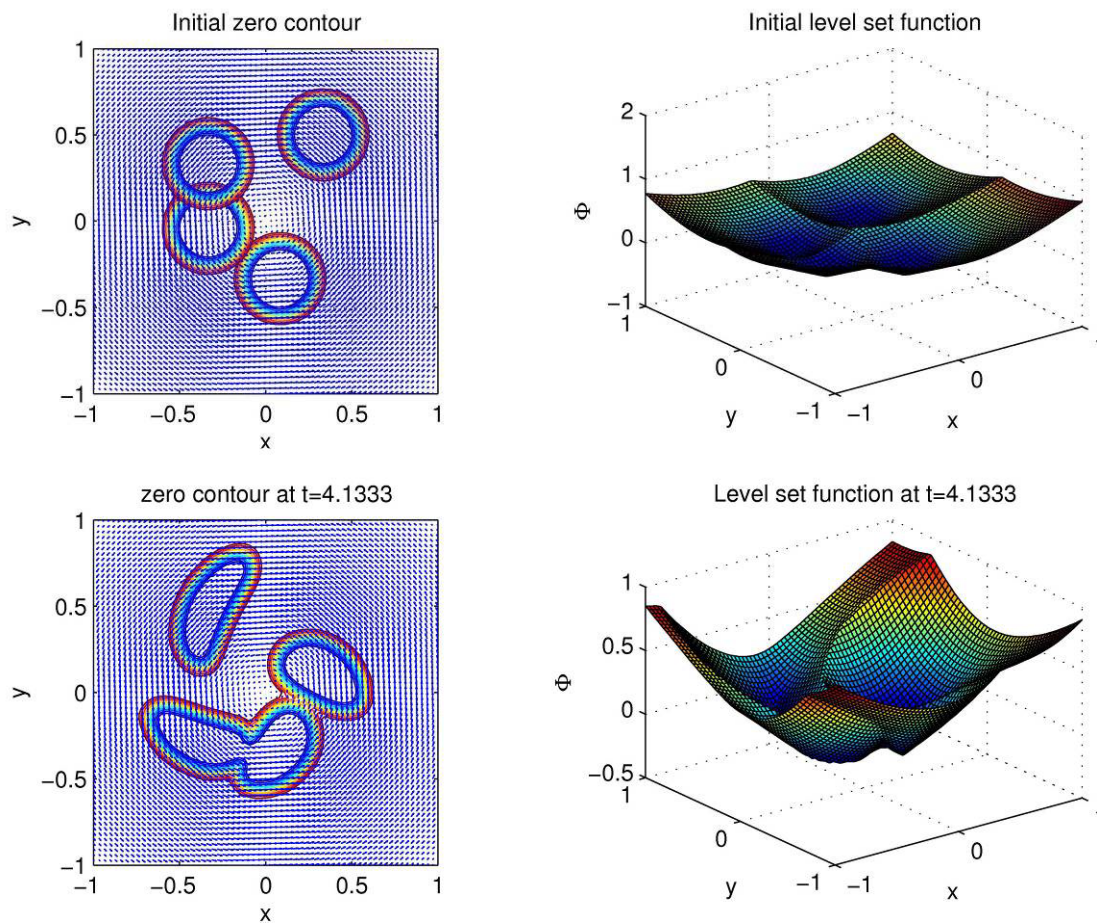 Initial zero contour
1
0.5
0
−0.5
−1
y
−1 −0.5 0 0.5 1
x
Initial level set function
2
1
0
−1
Φ
1
0
−1
y
−1
0
x
zero contour at t=4.1333
1
0.5
0
−0.5
−1
y
−1 −0.5 0 0.5 1
x
Level set function at t=4.1333
1
0.5
0
−0.5
Φ
1
0
−1
y
−1
0
x